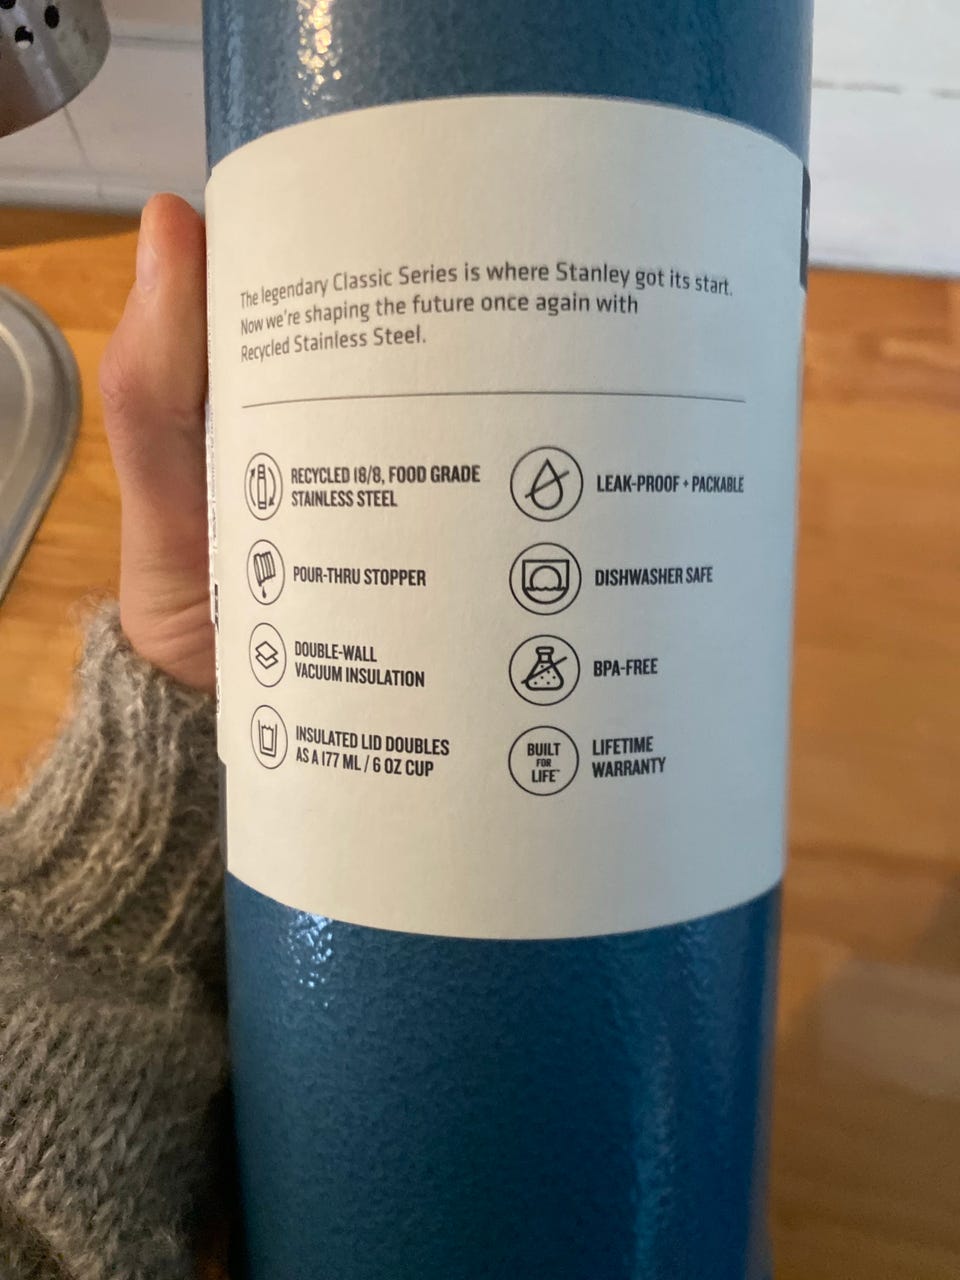 The legendary Classic Series is where Stanley got its start.
Now we're shaping the future once again with
Recycled Stainless Steel.
RECYCLED 18/8, FOOD GRADE
STAINLESS STEEL
POUR-THRU STOPPER
DOUBLE-WALL
VACUUM INSULATION
INSULATED LID DOUBLES
AS A 177 ML / 6 OZ CUP
LEAK-PROOF + PACKABLE
DISHWASHER SAFE
BPA-FREE
BUILT
FOR
LIFE™
LIFETIME
WARRANTY